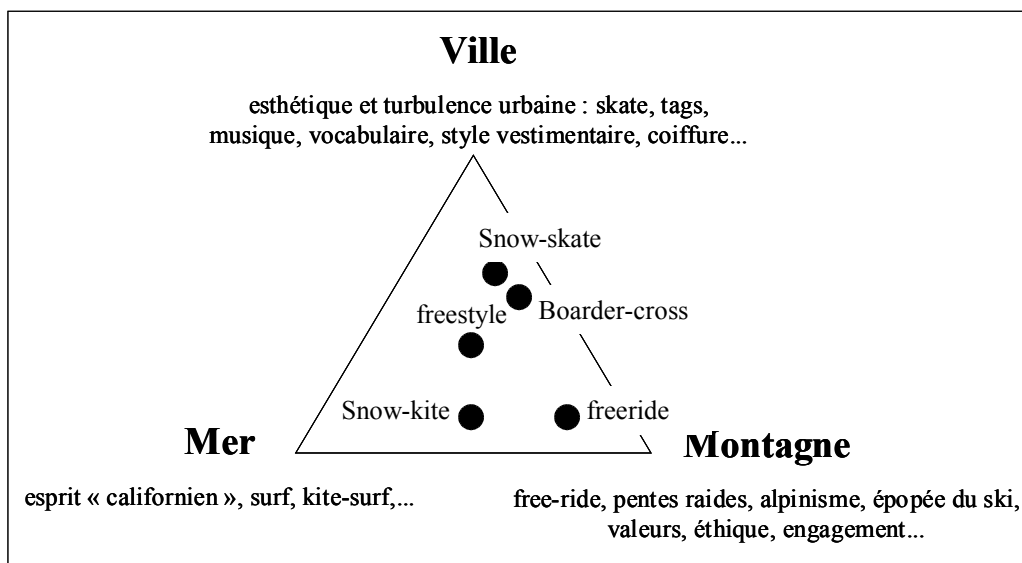 Ville
esthétique et turbulence urbaine : skate, tags,
musique, vocabulaire, style vestimentaire, coiffure...
Snow-skate
Boarder-cross
freestyle
Snow-kite
freeride
Mer
Montagne
esprit « californien », surf, kite-surf,...
free-ride, pentes raides, alpinisme, épopée du ski,
valeurs, éthique, engagement...